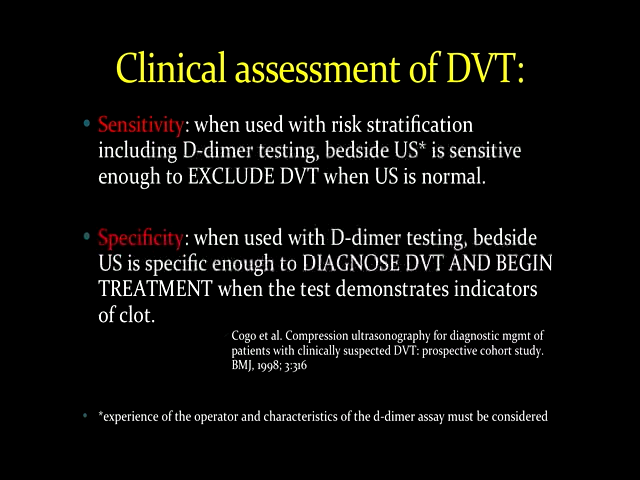 Clinical assessment of DVT:
• Sensitivity: when used with risk stratification
including D-dimer testing, bedside US* is sensitive
enough to EXCLUDE DVT when US is normal.
• Specificity: when used with D-dimer testing, bedside
US is specific enough to DIAGNOSE DVT AND BEGIN
TREATMENT when the test demonstrates indicators
of clot.
Cogo et al. Compression ultrasonography for diagnostic mgmt of
patients with clinically suspected DVT: prospective cohort study.
BMJ, 1998; 3:316
• *experience of the operator and characteristics of the d-dimer assay must be considered